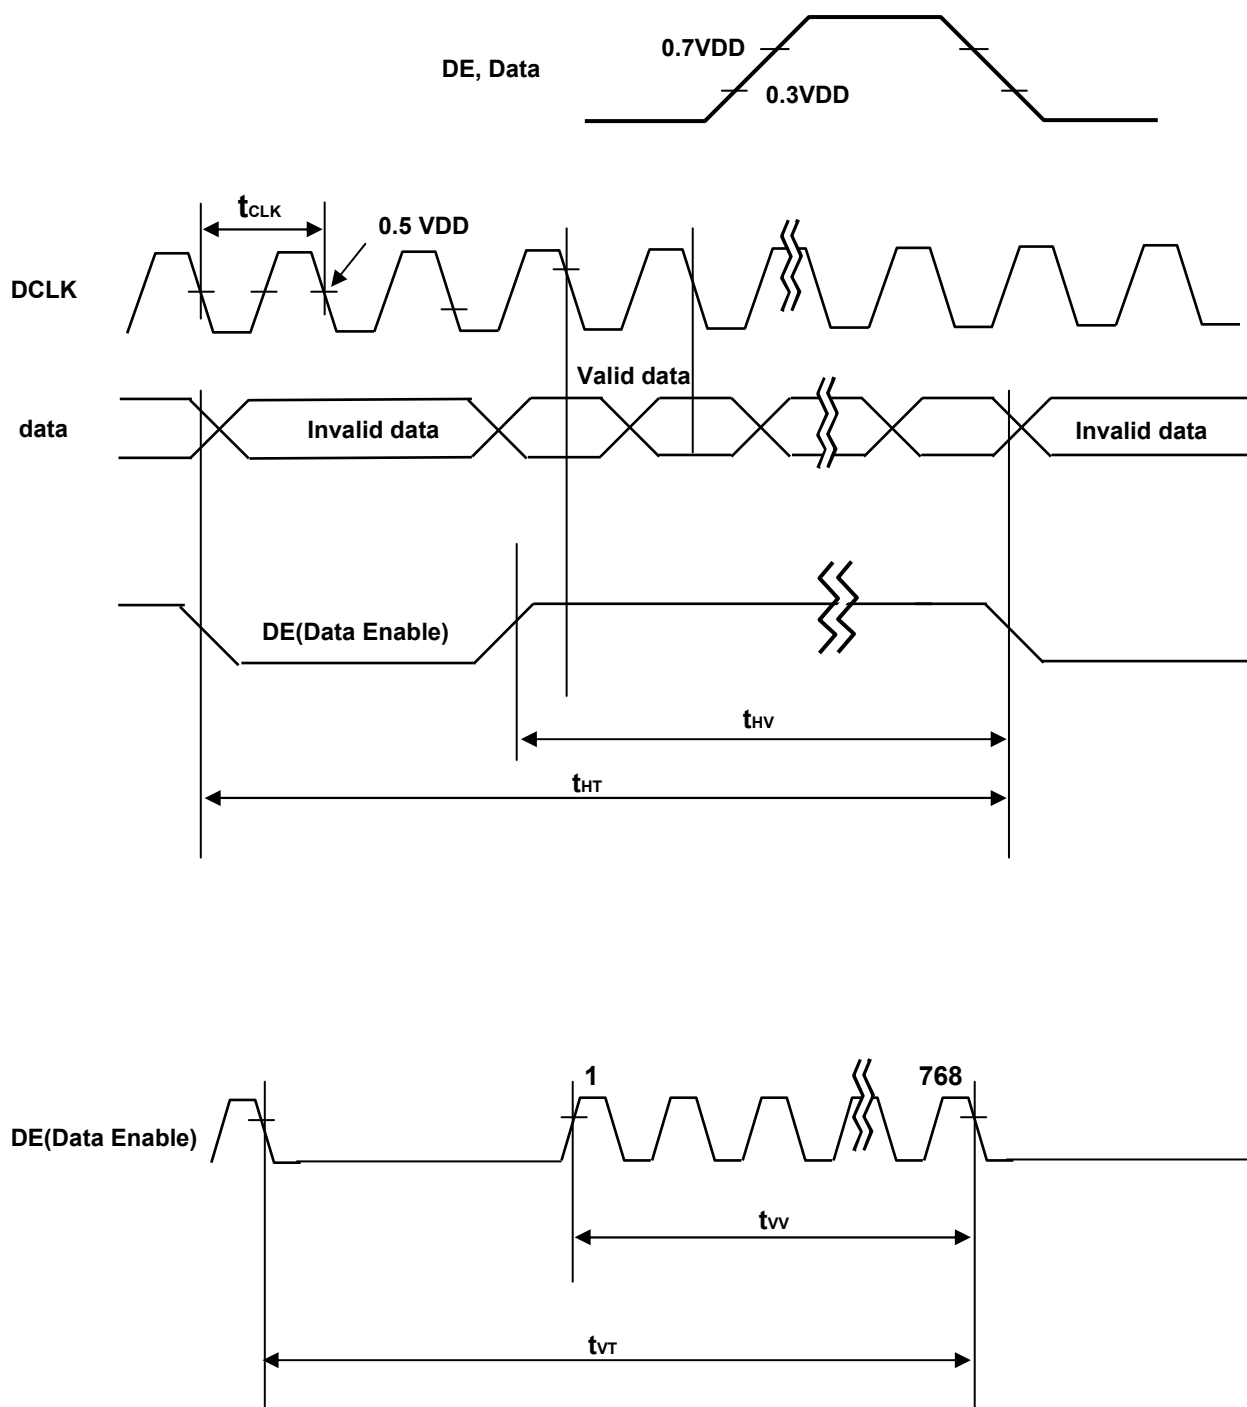 0.7VDD
DE, Data
0.3VDD
tCLK
0.5 VDD
DCLK
Valid data
data
Invalid data
Invalid data
DE(Data Enable)
tHV
tHT
1
768
DE(Data Enable)
tVV
tVT